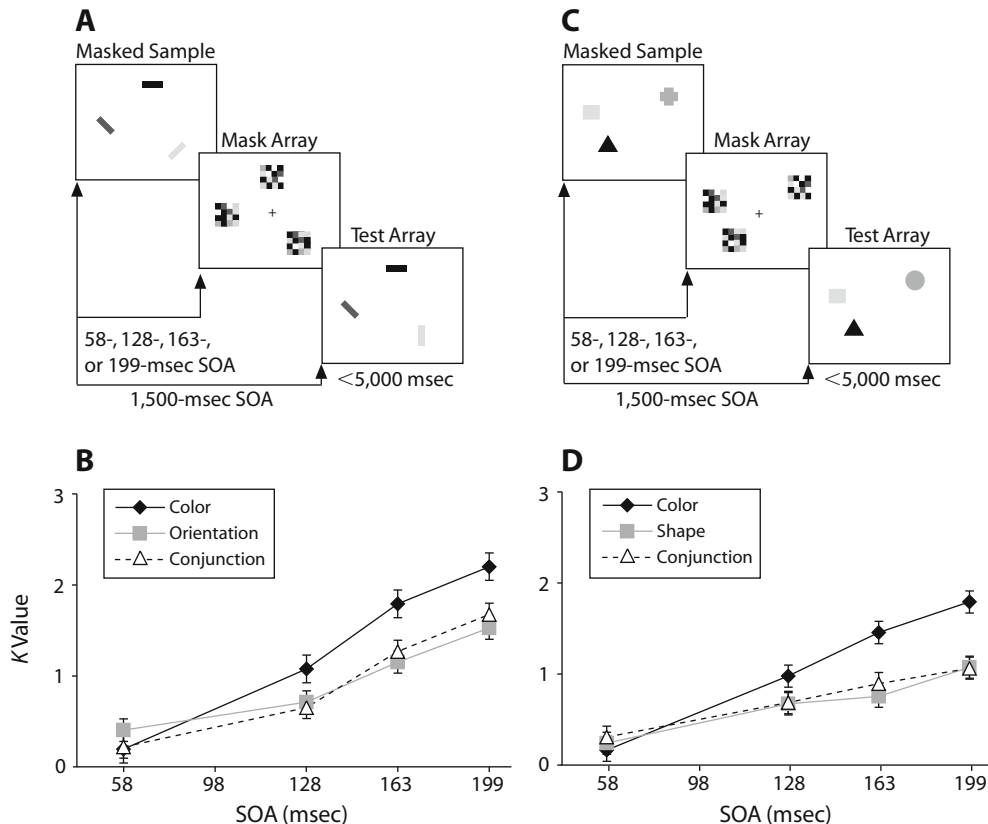 A
Masked Sample
Mask Array
Test Array
58-, 128-, 163-,
or 199-msec SOA
<5,000 msec
1,500-msec SOA
C
Masked Sample
Mask Array
Test Array
58-, 128-, 163-,
or 199-msec SOA
<5,000 msec
1,500-msec SOA
B
3
2
1
0
K Value
Color
Orientation
Conjunction
58 98 128 163 199
SOA (msec)
D
3
2
1
0
Color
Shape
Conjunction
58 98 128 163 199
SOA (msec)